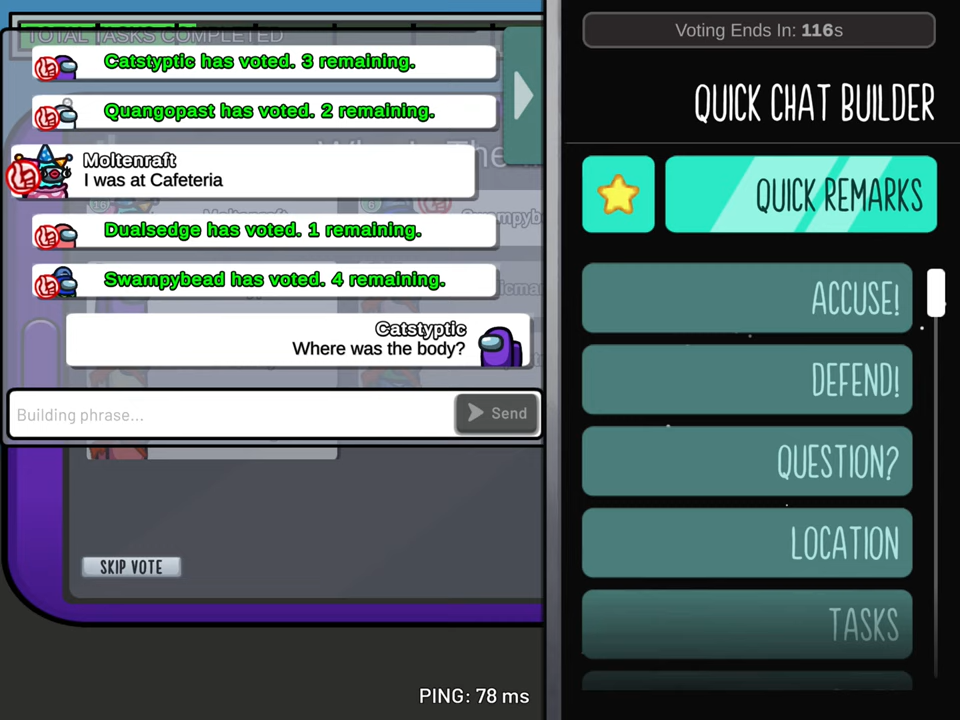 TOTAL TASKS COMPLETED
Catstyptic has voted. 3 remaining.
Quangopast has voted. 2 remaining.
Moltenraft
I was at Cafeteria
Dualsedge has voted. 1 remaining.
Swampybead has voted. 4 remaining.
Catstyptic
Where was the body?
Building phrase...
Send
SKIP VOTE
PING: 78 ms
Voting Ends In: 116s
QUICK CHAT BUILDER
QUICK REMARKS
ACCUSE!
DEFEND!
QUESTION?
LOCATION
TASKS